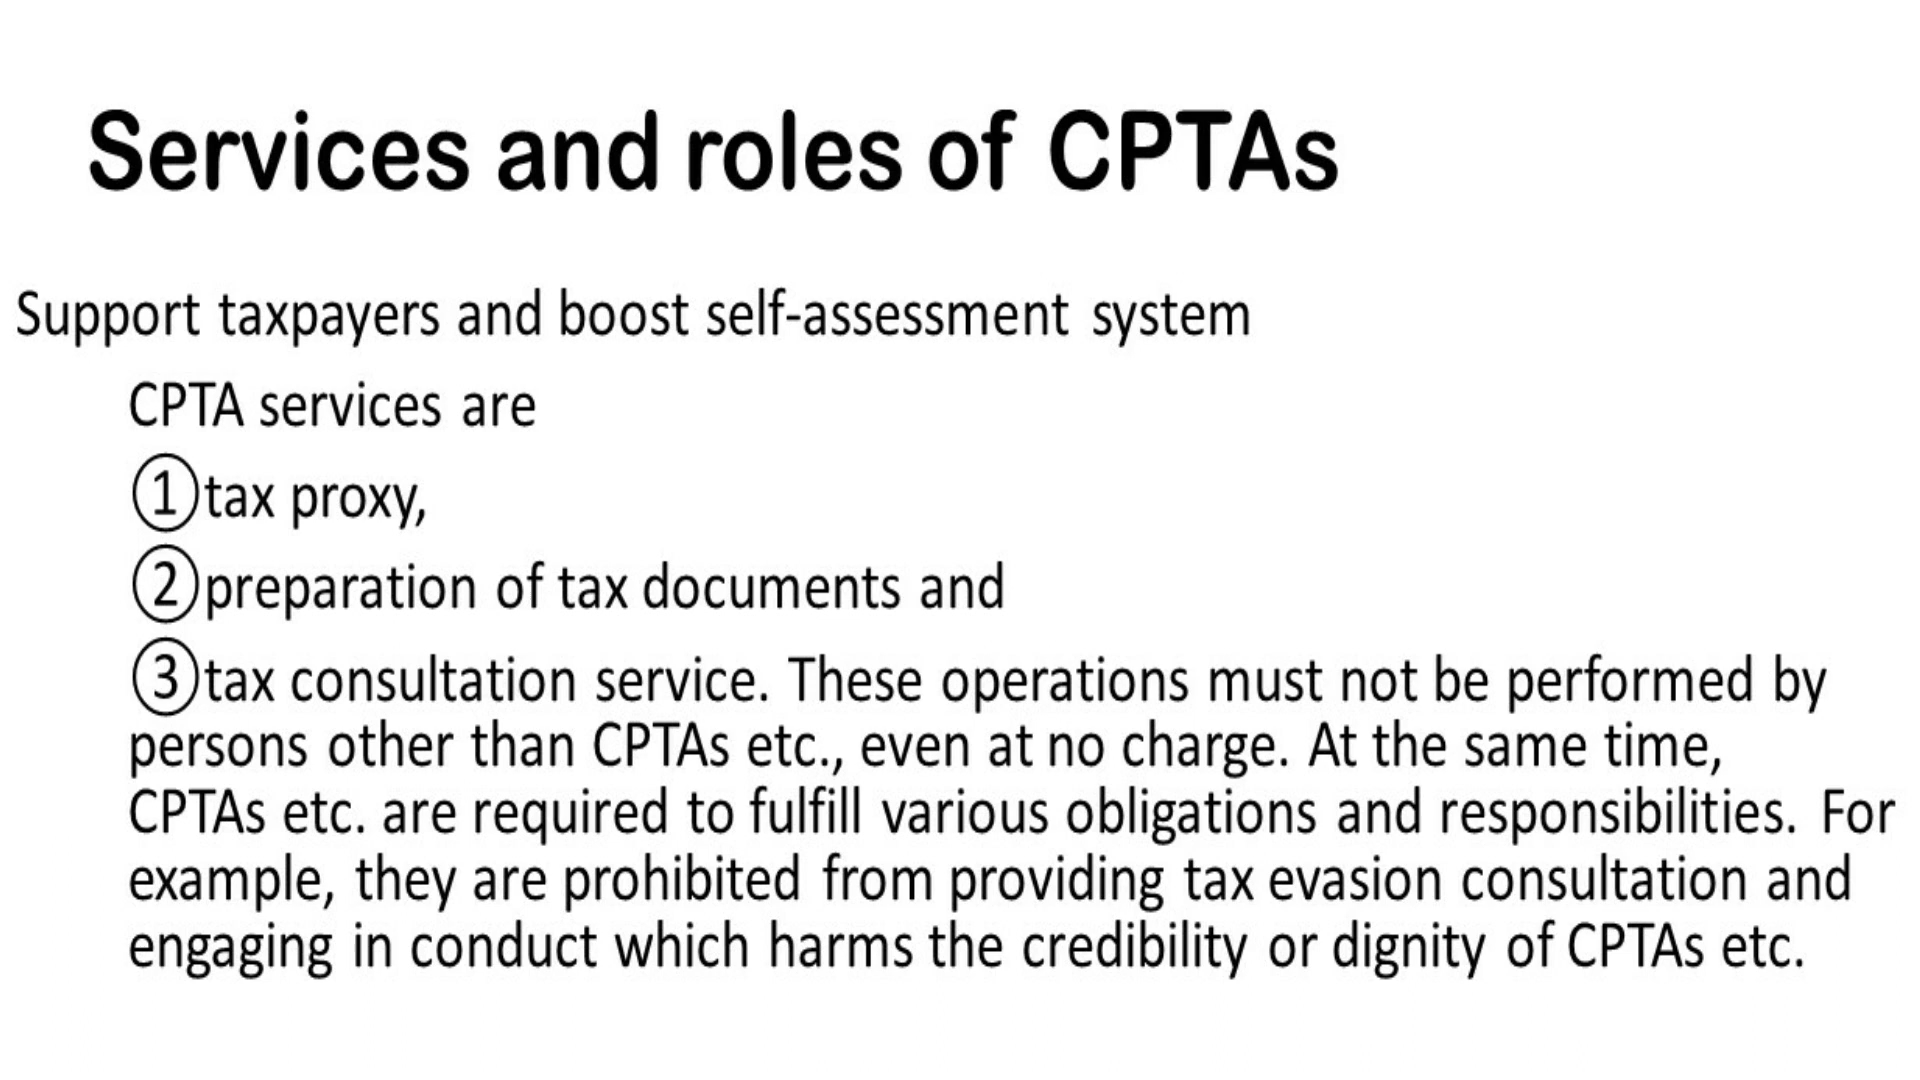 Services and roles of CPTAs
Support taxpayers and boost self-assessment system
CPTA services are
①tax proxy,
②preparation of tax documents and
③tax consultation service. These operations must not be performed by
persons other than CPTAs etc., even at no charge. At the same time,
CPTAs etc. are required to fulfill various obligations and responsibilities. For
example, they are prohibited from providing tax evasion consultation and
engaging in conduct which harms the credibility or dignity of CPTAs etc.